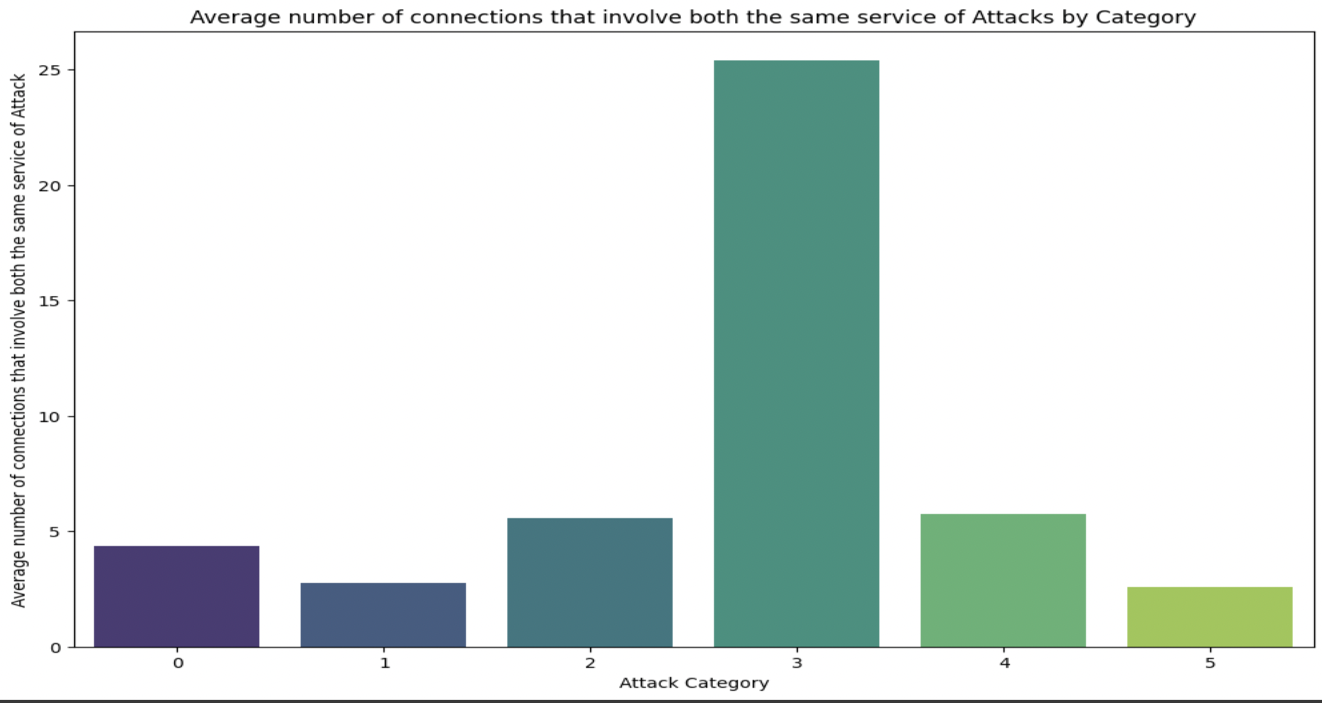 Average number of connections that involve both the same service of Attacks by Category
Average number of connections that involve both the same service of Attack
25
20
15
10
5
0
0 1 2 3 4 5
Attack Category